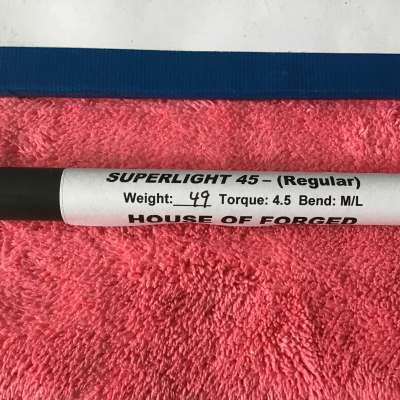 SUPERLIGHT 45 – (Regular)
Weight: 49 Torque: 4.5 Bend: M/L
HOUSE OF FORGED